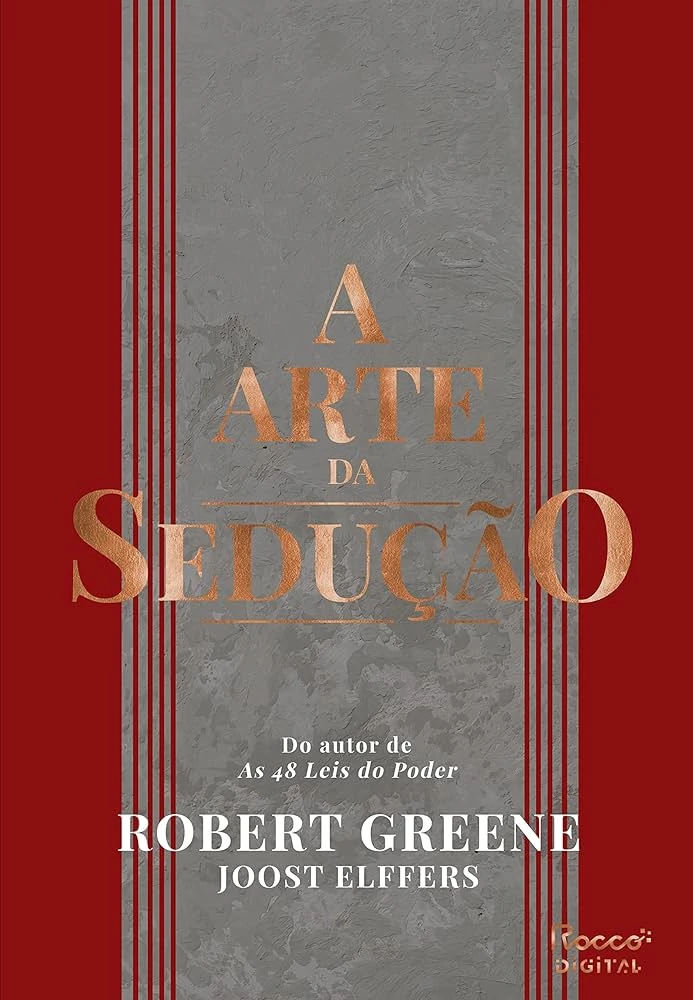 A
ARTE
DA
SEDUÇÃO
Do autor de
As 48 Leis do Poder
ROBERT GREENE
JOOST ELFFERS
Rocco
DIGITAL